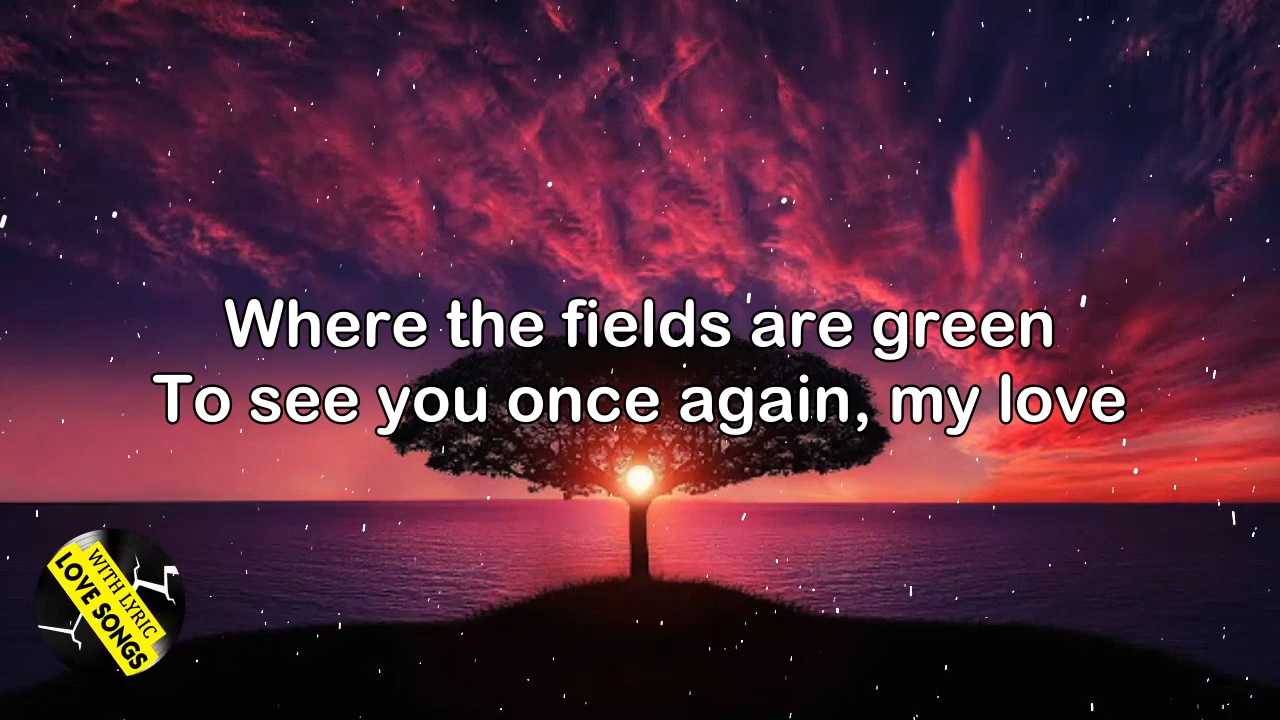 Where the fields are green
To see you once again, my love
WITH LYRIC
LOVE SONGS